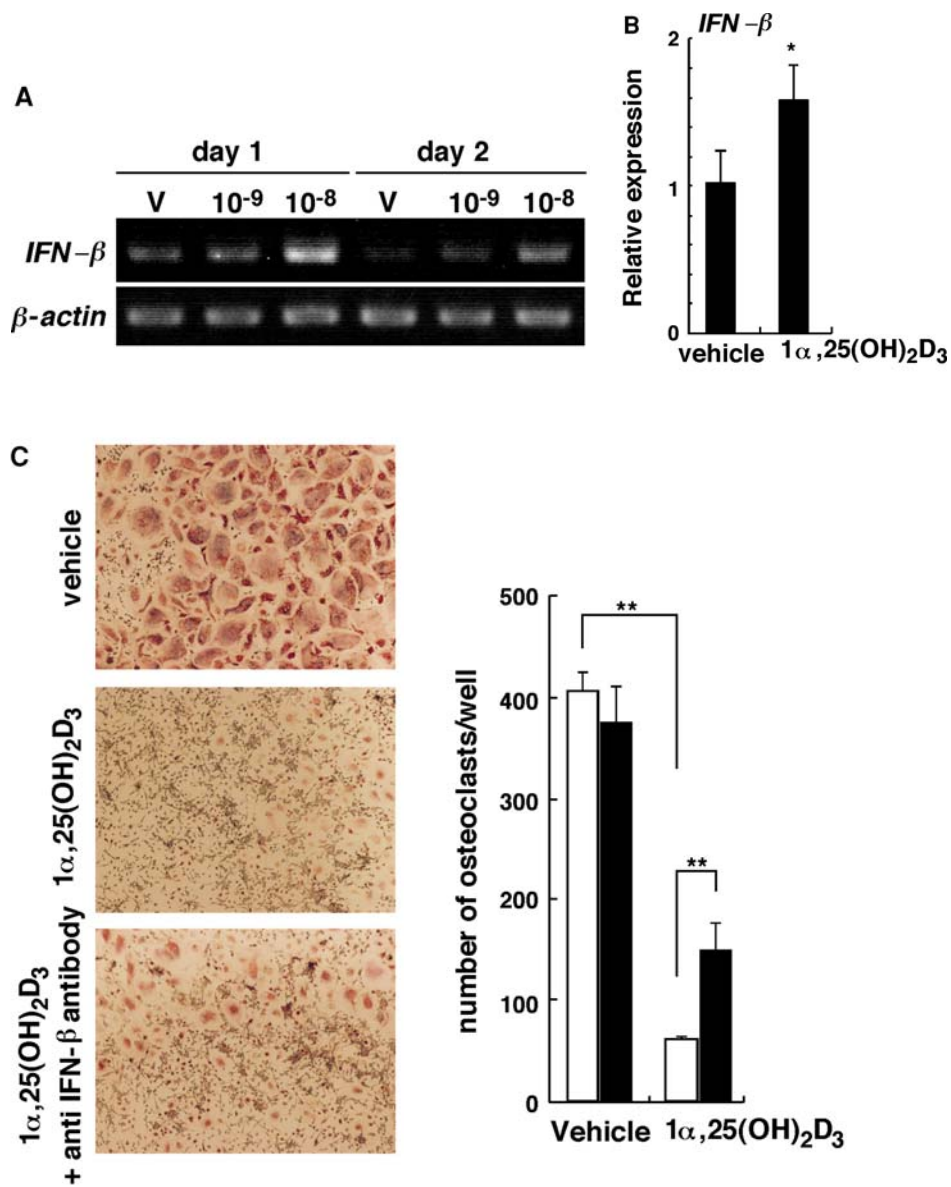 A
day 1 day 2
V 10⁻⁹ 10⁻⁸ V 10⁻⁹ 10⁻⁸
IFN-β
β-actin
B
IFN-β
Relative expression
2
1
0
*
vehicle 1α,25(OH)₂D₃
C
vehicle
1α,25(OH)₂D₃
1α,25(OH)₂D₃
+ anti IFN-β antibody
number of osteoclasts/well
500
400
300
200
100
0
**
**
Vehicle 1α,25(OH)₂D₃